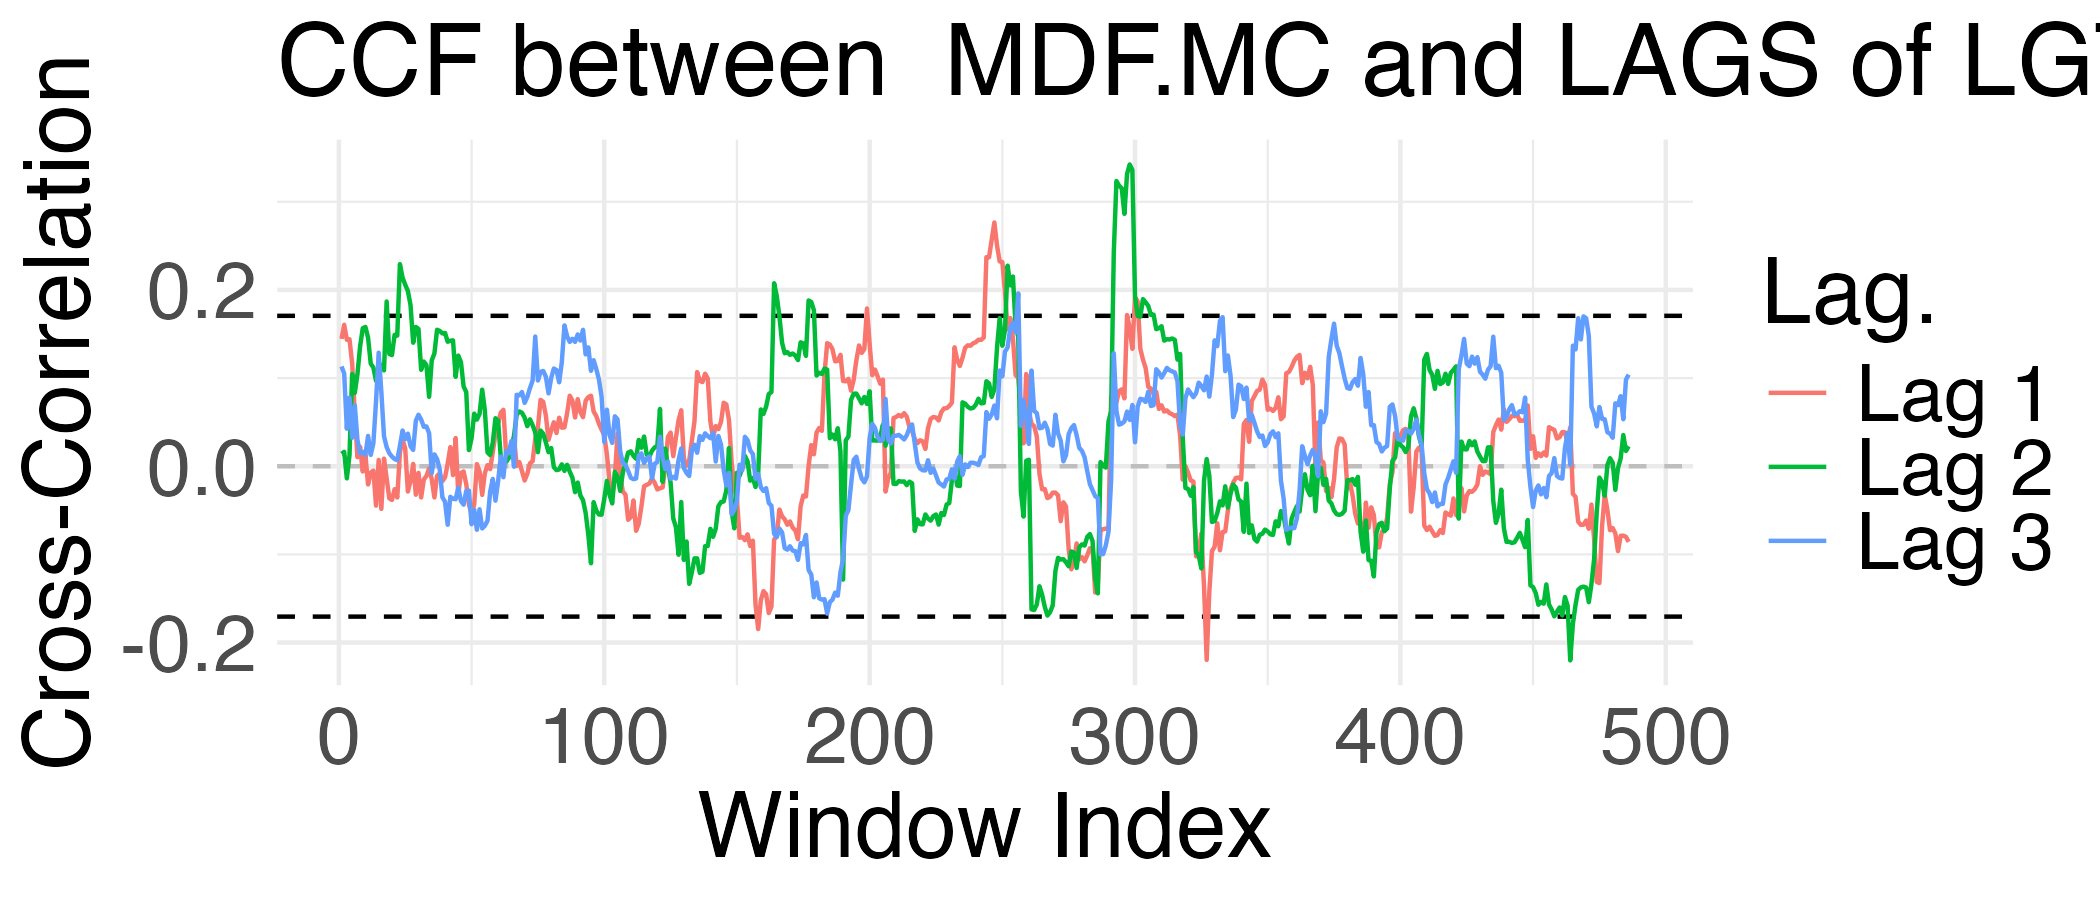 CCF between MDF.MC and LAGS of
Cross-Correlation
0.2
0.0
-0.2
0 100 200 300 400 500
Window Index
Lag.
Lag 1
Lag 2
Lag 3